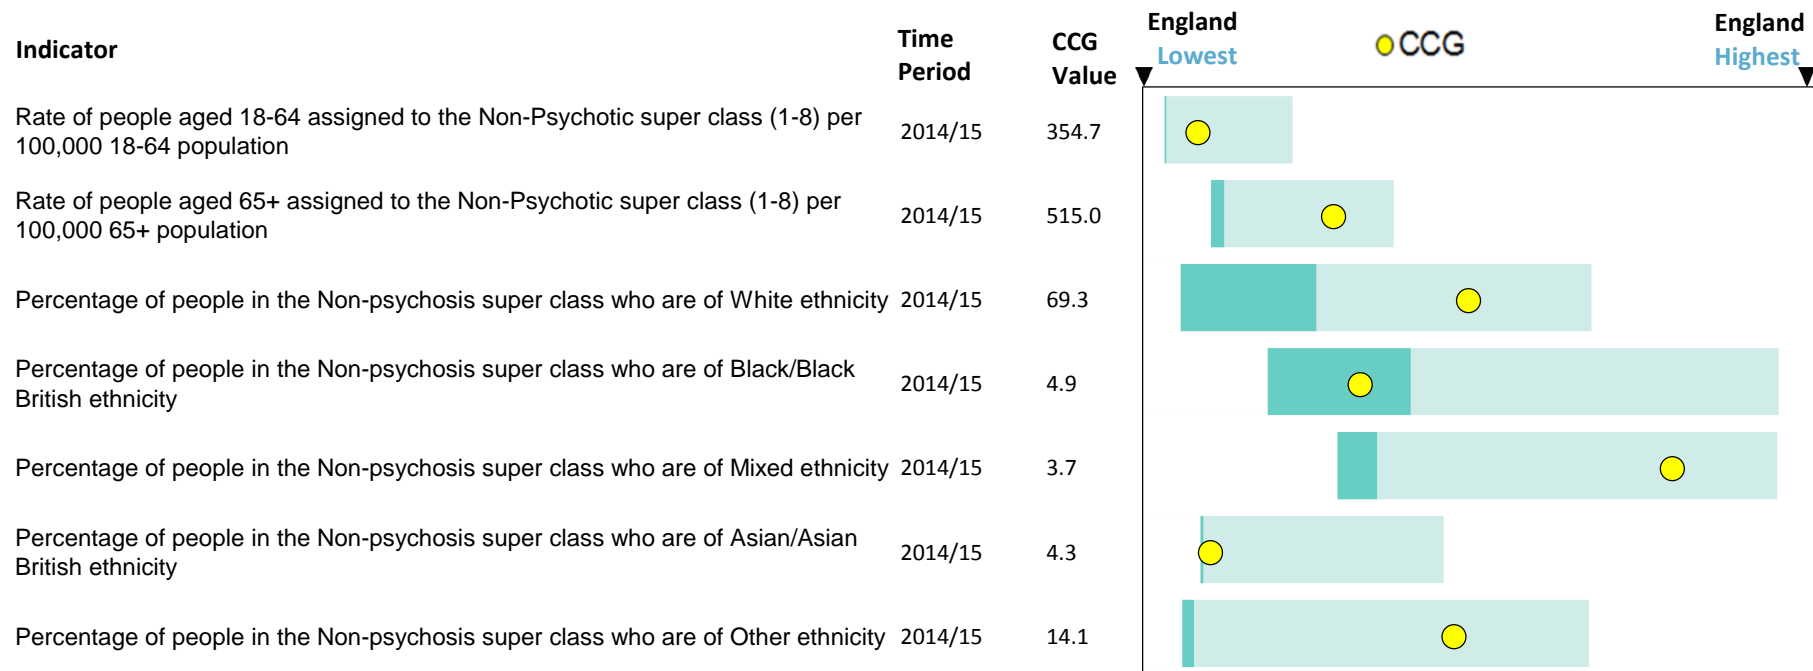 Indicator
Time
Period
CCG
Value
England
Lowest
CCG
England
Highest
Rate of people aged 18-64 assigned to the Non-Psychotic super class (1-8) per
100,000 18-64 population
2014/15
354.7
Rate of people aged 65+ assigned to the Non-Psychotic super class (1-8) per
100,000 65+ population
2014/15
515.0
Percentage of people in the Non-psychosis super class who are of White ethnicity
2014/15
69.3
Percentage of people in the Non-psychosis super class who are of Black/Black
British ethnicity
2014/15
4.9
Percentage of people in the Non-psychosis super class who are of Mixed ethnicity
2014/15
3.7
Percentage of people in the Non-psychosis super class who are of Asian/Asian
British ethnicity
2014/15
4.3
Percentage of people in the Non-psychosis super class who are of Other ethnicity
2014/15
14.1